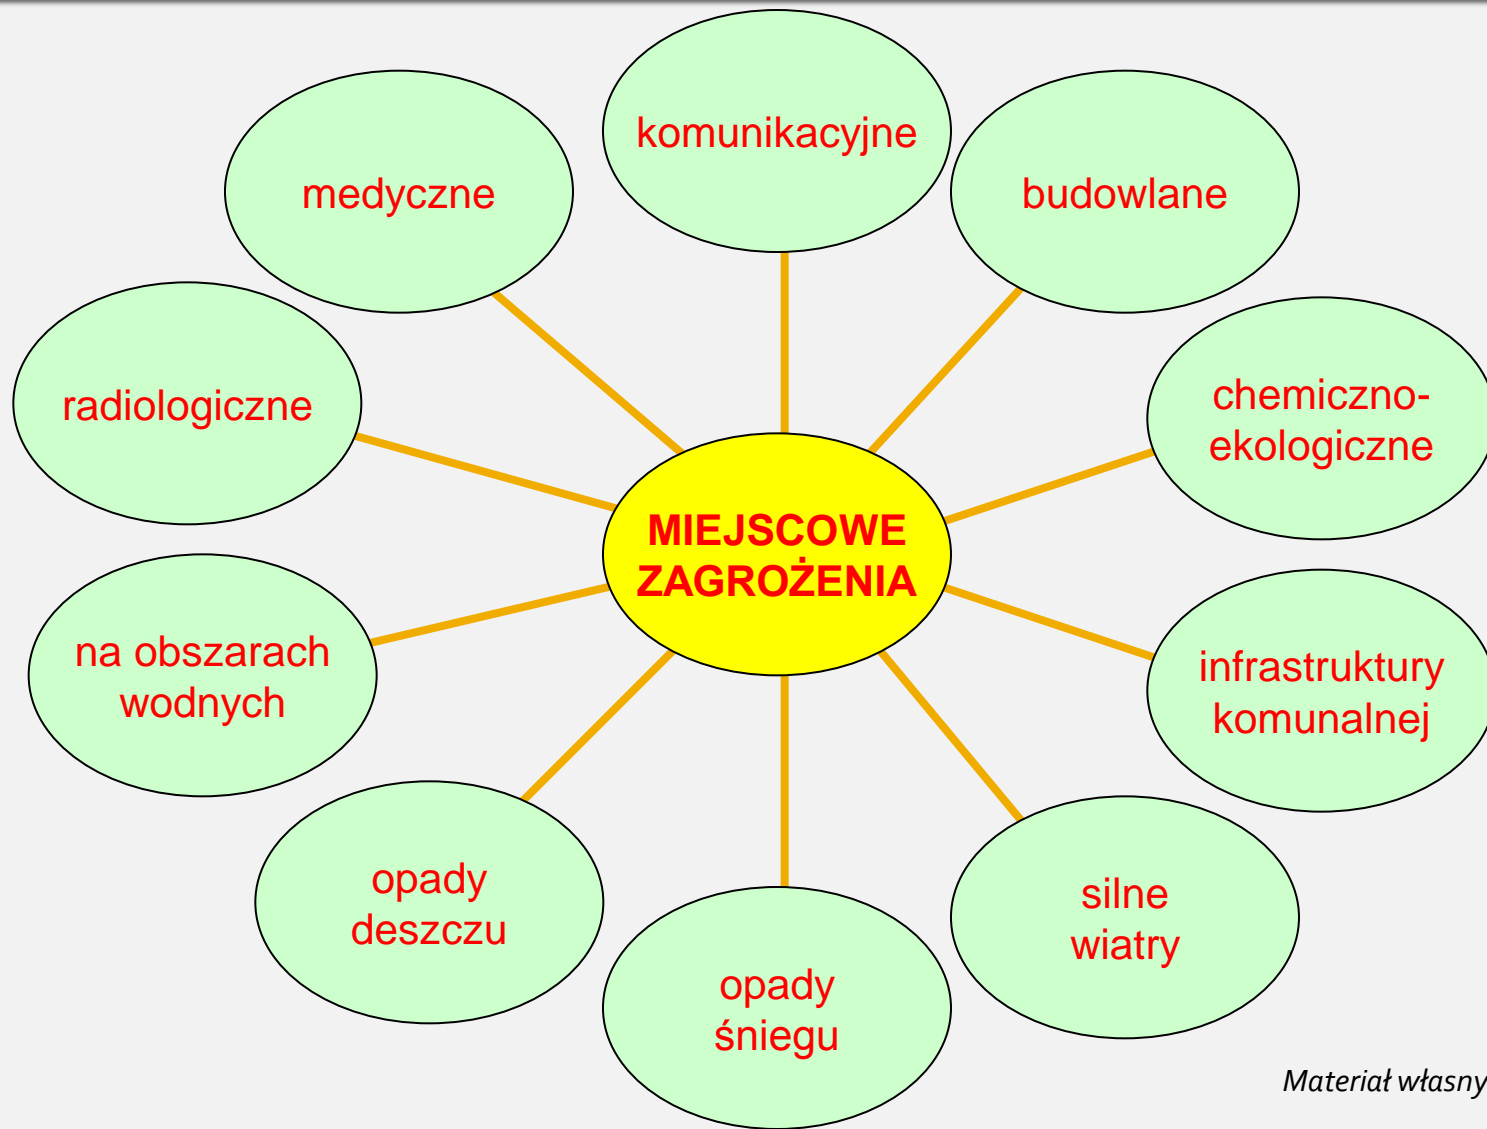 komunikacyjne
medyczne
budowlane
radiologiczne
chemiczno-
ekologiczne
MIEJSCOWE
ZAGROŻENIA
na obszarach
wodnych
infrastruktury
komunalnej
opady
deszczu
silne
wiatry
opady
śniegu
Materiał własny